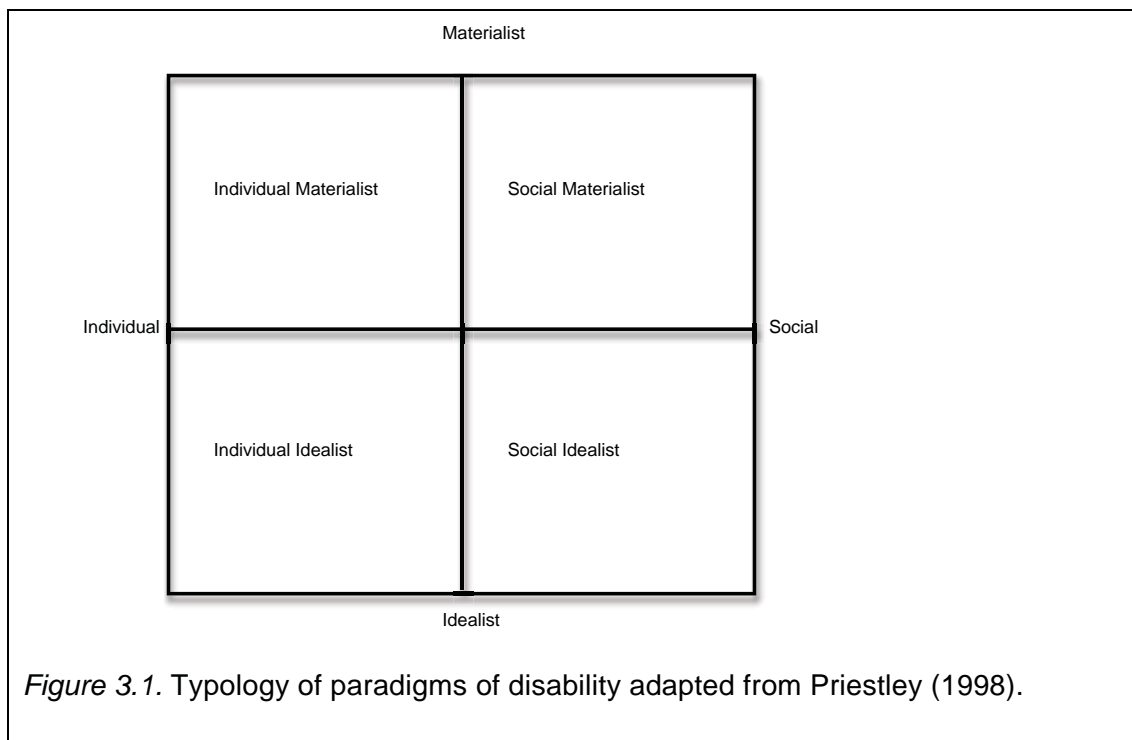 Materialist
Individual Materialist
Social Materialist
Individual
Social
Individual Idealist
Social Idealist
Idealist
Figure 3.1. Typology of paradigms of disability adapted from Priestley (1998).